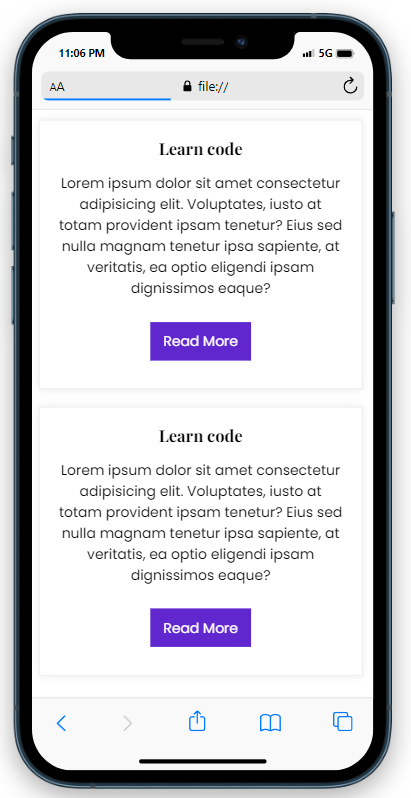 11:06 PM
5G
AA
file://
Learn code
Lorem ipsum dolor sit amet consectetur
adipisicing elit. Voluptates, iusto at
totam provident ipsam tenetur? Eius sed
nulla magnam tenetur ipsa sapiente, at
veritatis, ea optio eligendi ipsam
dignissimos eaque?
Read More
Learn code
Lorem ipsum dolor sit amet consectetur
adipisicing elit. Voluptates, iusto at
totam provident ipsam tenetur? Eius sed
nulla magnam tenetur ipsa sapiente, at
veritatis, ea optio eligendi ipsam
dignissimos eaque?
Read More